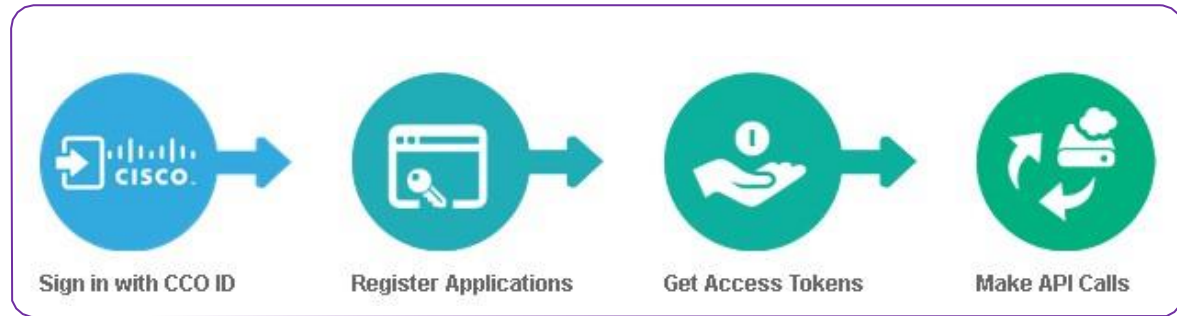 CISCO.
Sign in with CCO ID
Register Applications
Get Access Tokens
Make API Calls